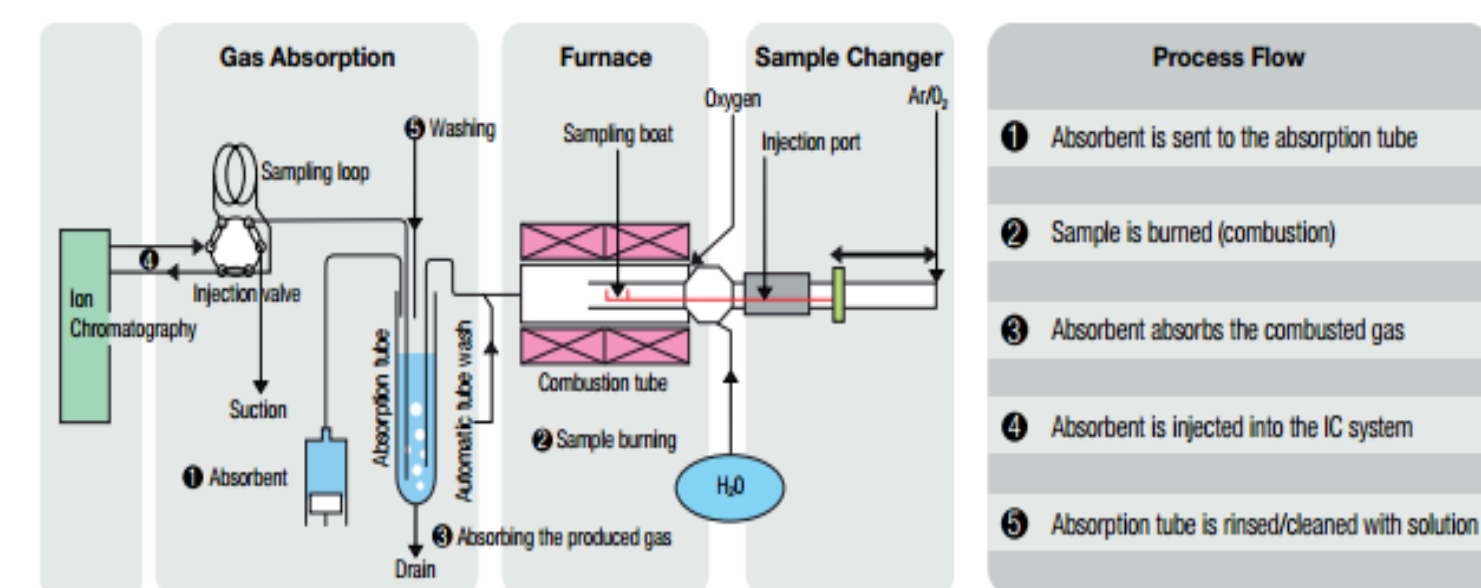 Gas Absorption
Furnace
Sample Changer
Process Flow
Oxygen
Ar/O₂
❺ Washing
Sampling boat
Injection port
Sampling loop
❹
Injection valve
Ion
Chromatography
Suction
Absorption tube
Automatic tube wash
Combustion tube
❷ Sample burning
❶ Absorbent
H₂O
❸ Absorbing the produced gas
Drain
❶ Absorbent is sent to the absorption tube
❷ Sample is burned (combustion)
❸ Absorbent absorbs the combusted gas
❹ Absorbent is injected into the IC system
❺ Absorption tube is rinsed/cleaned with solution